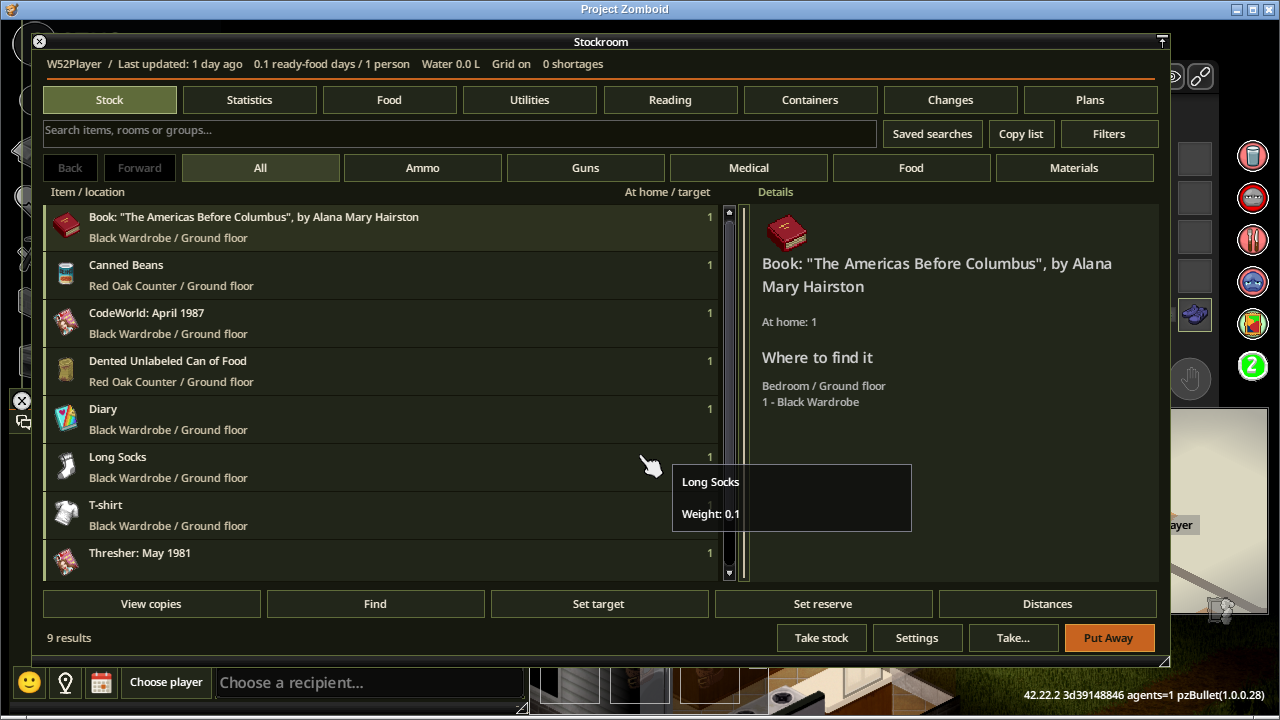 Project Zomboid
Stockroom
W52Player / Last updated: 1 day ago 0.1 ready-food days / 1 person Water 0.0 L Grid on 0 shortages
Stock Statistics Food Utilities Reading Containers Changes Plans
Search items, rooms or groups... Saved searches Copy list Filters
Back Forward All Ammo Guns Medical Food Materials
Item / location At home / target Details
Book: "The Americas Before Columbus", by Alana Mary Hairston 1
Black Wardrobe / Ground floor
Canned Beans 1
Red Oak Counter / Ground floor
CodeWorld: April 1987 1
Black Wardrobe / Ground floor
Dented Unlabeled Can of Food 1
Red Oak Counter / Ground floor
Diary 1
Black Wardrobe / Ground floor
Long Socks 1
Black Wardrobe / Ground floor
T-shirt
Black Wardrobe / Ground floor
Thresher: May 1981 1
Book: "The Americas Before Columbus", by Alana
Mary Hairston
At home: 1
Where to find it
Bedroom / Ground floor
1 - Black Wardrobe
Long Socks
Weight: 0.1
2
ayer
View copies Find Set target Set reserve Distances
9 results Take stock Settings Take... Put Away
Choose player Choose a recipient...
42.22.2 3d39148846 agents=1 pzBullet(1.0.0.28)